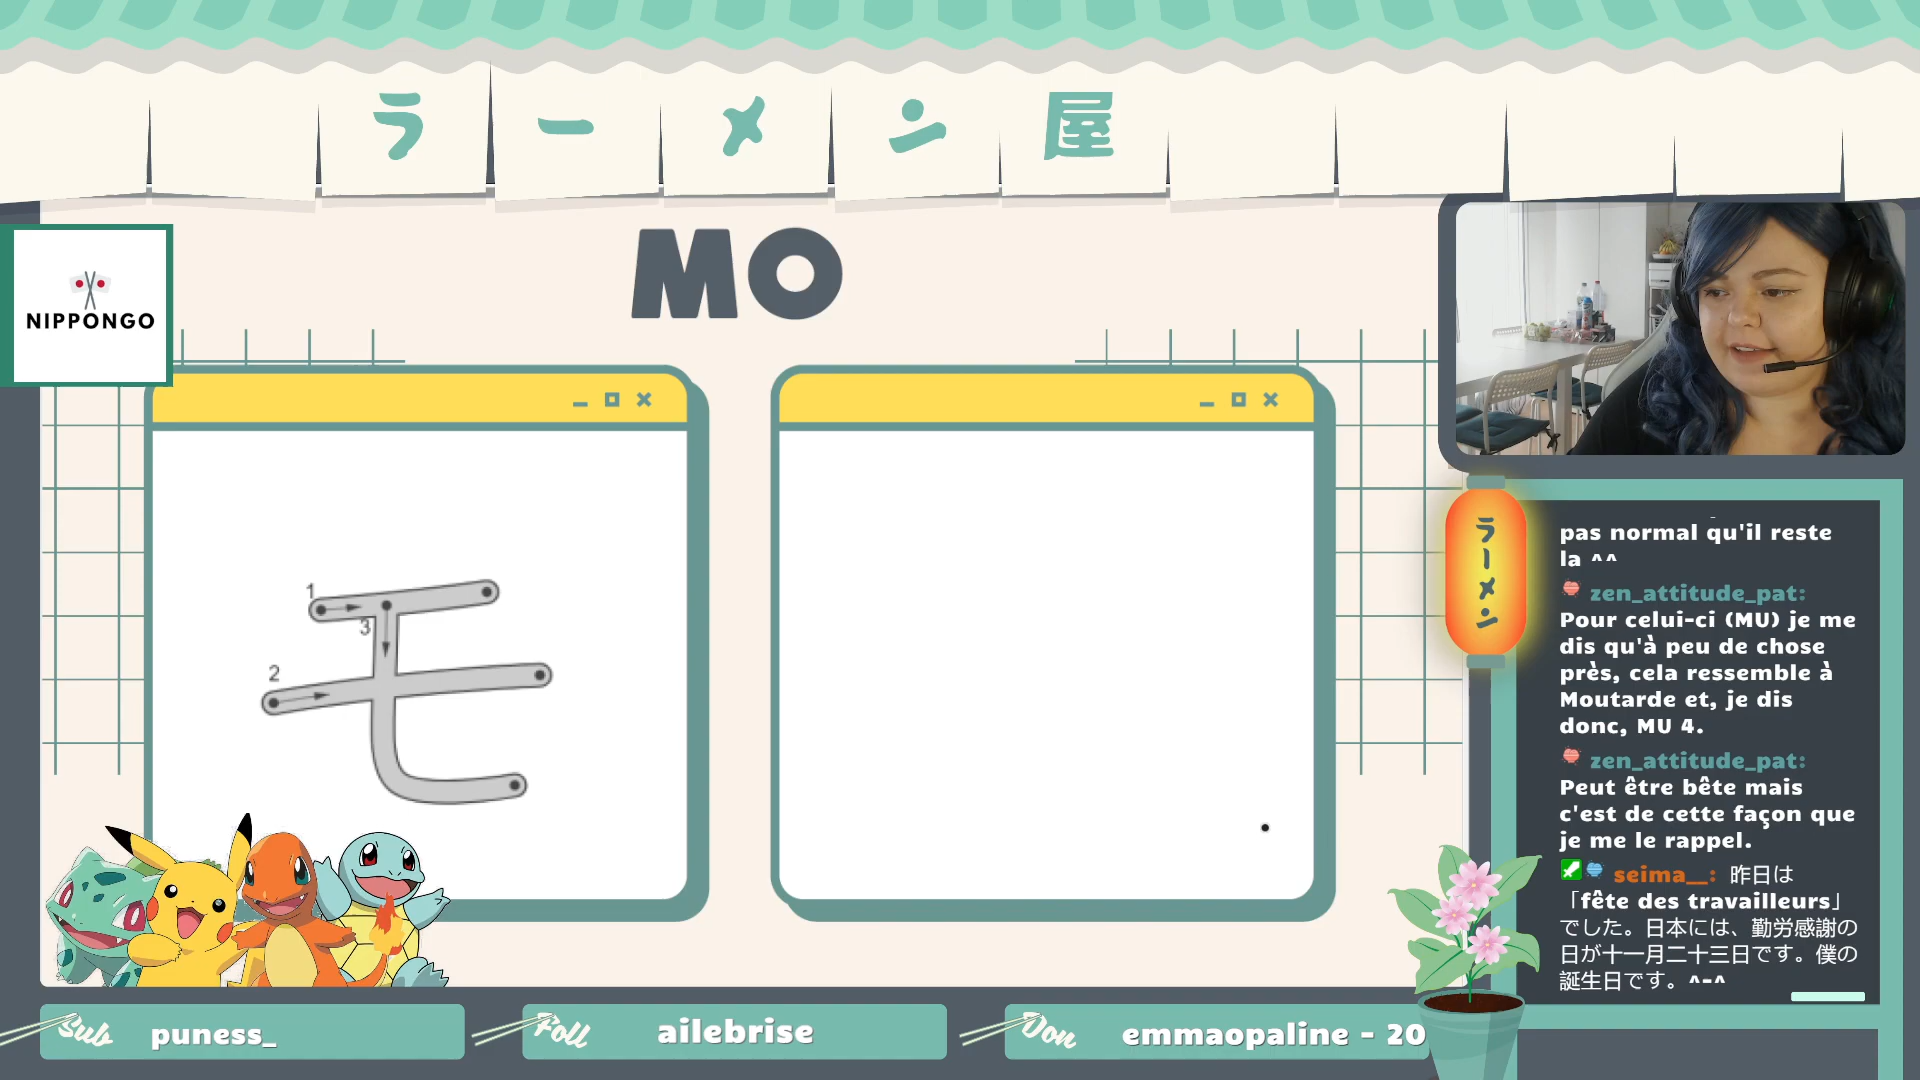 ラーメン屋
NIPPONGO
MO
1
3
2
ラーメン
pas normal qu'il reste
la ^^
zen_attitude_pat:
Pour celui-ci (MU) je me
dis qu'à peu de chose
près, cela ressemble à
Moutarde et, je dis
donc, MU 4.
zen_attitude_pat:
Peut être bête mais
c'est de cette façon que
je me le rappel.
seima__: 昨日は
「fête des travailleurs」
でした。日本には、勤労感謝の
日が十一月二十三日です。僕の
誕生日です。^-^
Sub puness_
Foll ailebrise
Don emmaopaline - 20